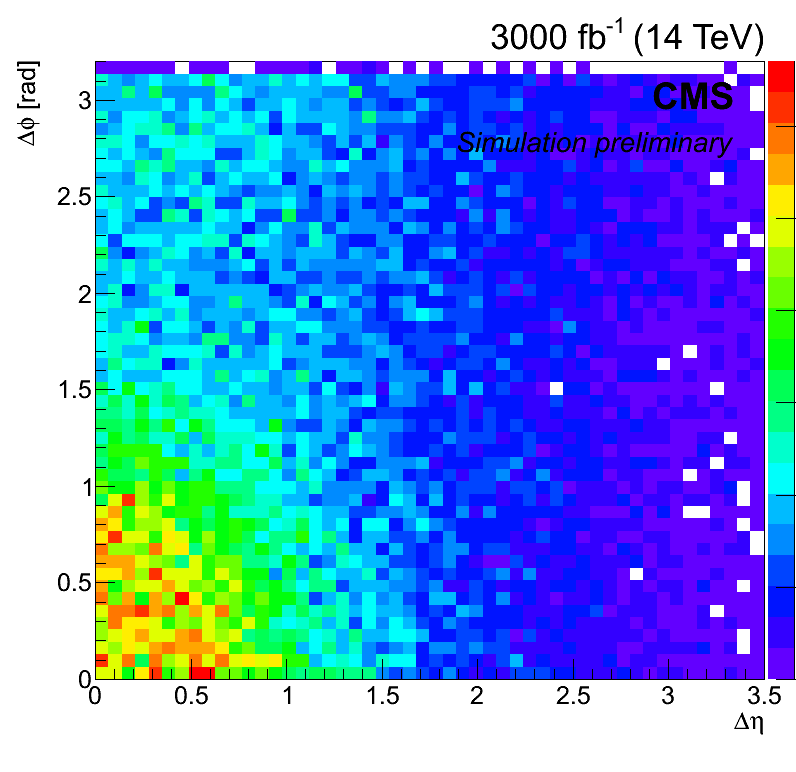 3000 fb-1 (14 TeV)
Δϕ [rad]
CMS
Simulation preliminary
3
2.5
2
1.5
1
0.5
0
0 0.5 1 1.5 2 2.5 3 3.5
Δη